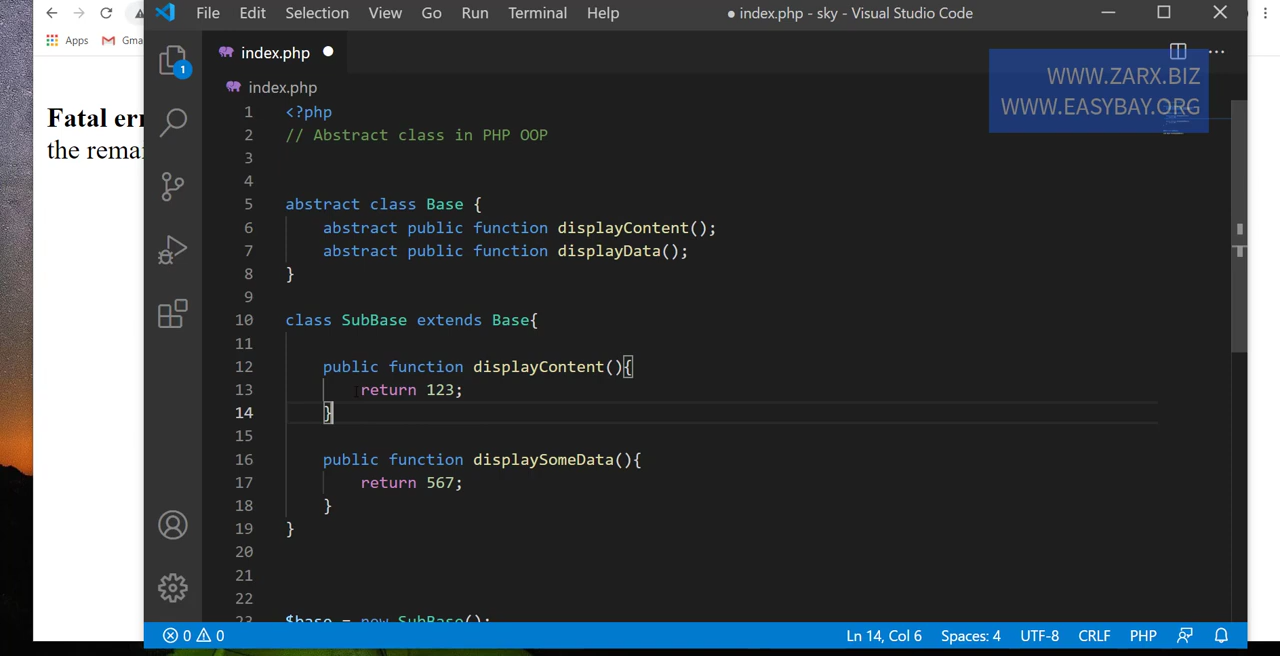 File Edit Selection View Go Run Terminal Help
● index.php - sky - Visual Studio Code
Apps
index.php
1
index.php
WWW.ZARX.BIZ
WWW.EASYBAY.ORG
Fatal
the
1 <?php
2 // Abstract class in PHP OOP
3
4
5 abstract class Base {
6 abstract public function displayContent();
7 abstract public function displayData();
8 }
9
10 class SubBase extends Base{
11
12 public function displayContent(){
13 return 123;
14 }
15
16 public function displaySomeData(){
17 return 567;
18 }
19 }
20
21
22
23 $base = new SubBase();
0 0
Ln 14, Col 6 Spaces: 4 UTF-8 CRLF PHP